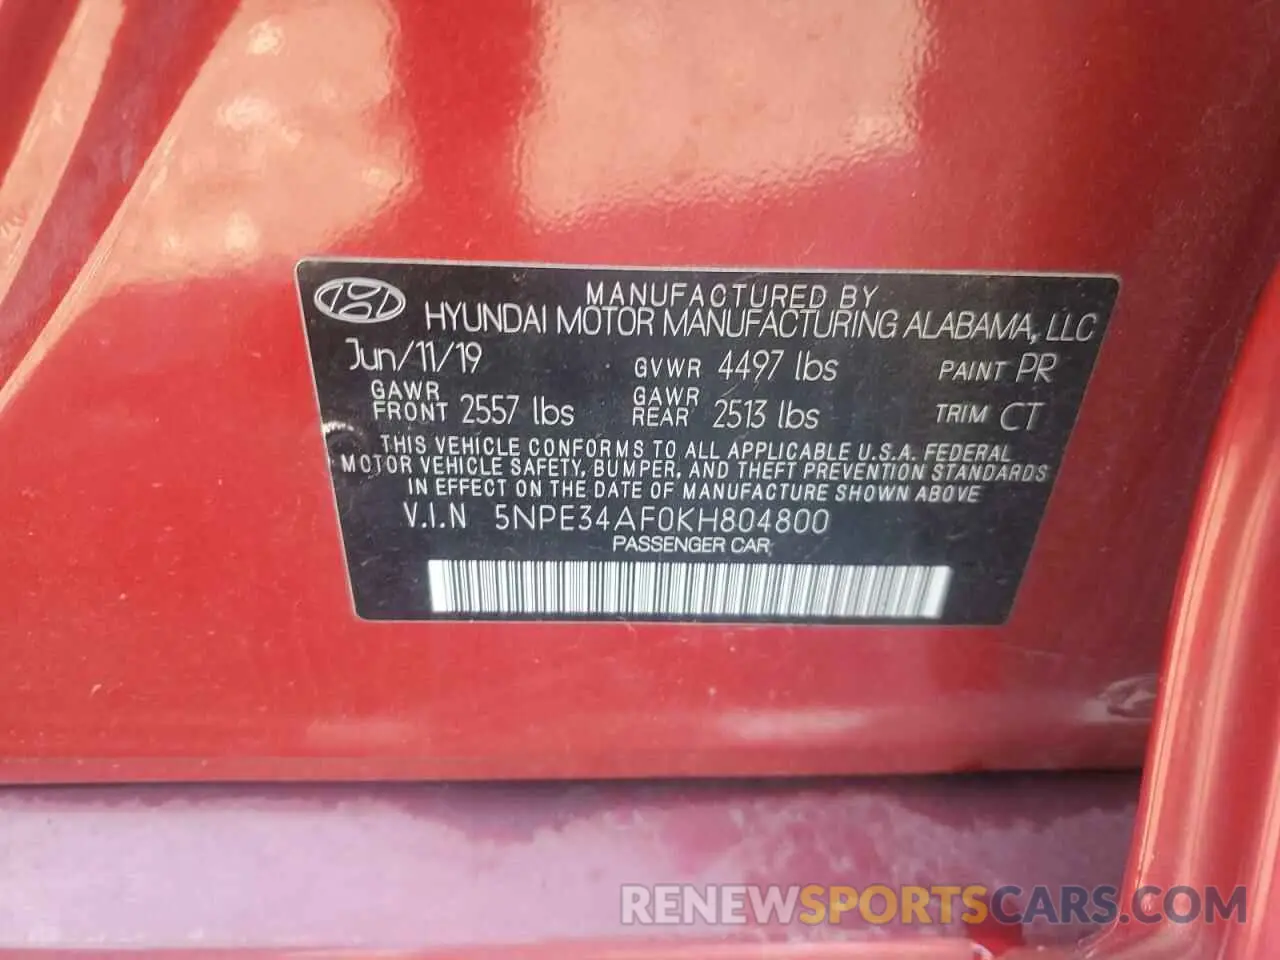 MANUFACTURED BY
HYUNDAI MOTOR MANUFACTURING ALABAMA, LLC
Jun/11/19 GVWR 4497 lbs PAINT PR
GAWR FRONT 2557 lbs GAWR REAR 2513 lbs TRIM CT
THIS VEHICLE CONFORMS TO ALL APPLICABLE U.S.A. FEDERAL
MOTOR VEHICLE SAFETY, BUMPER, AND THEFT PREVENTION STANDARDS
IN EFFECT ON THE DATE OF MANUFACTURE SHOWN ABOVE
V.I.N 5NPE34AF0KH804800
PASSENGER CAR
RENEWSPORTSCARS.COM